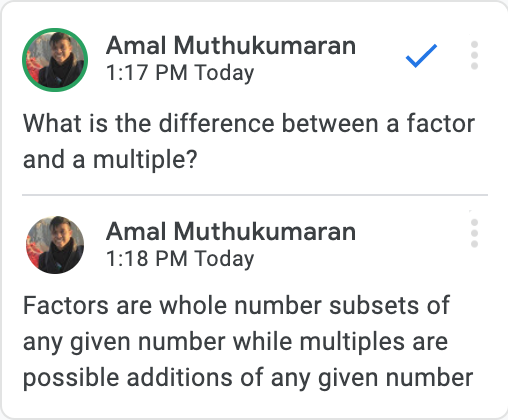 Amal Muthukumaran
1:17 PM Today
What is the difference between a factor
and a multiple?
Amal Muthukumaran
1:18 PM Today
Factors are whole number subsets of
any given number while multiples are
possible additions of any given number